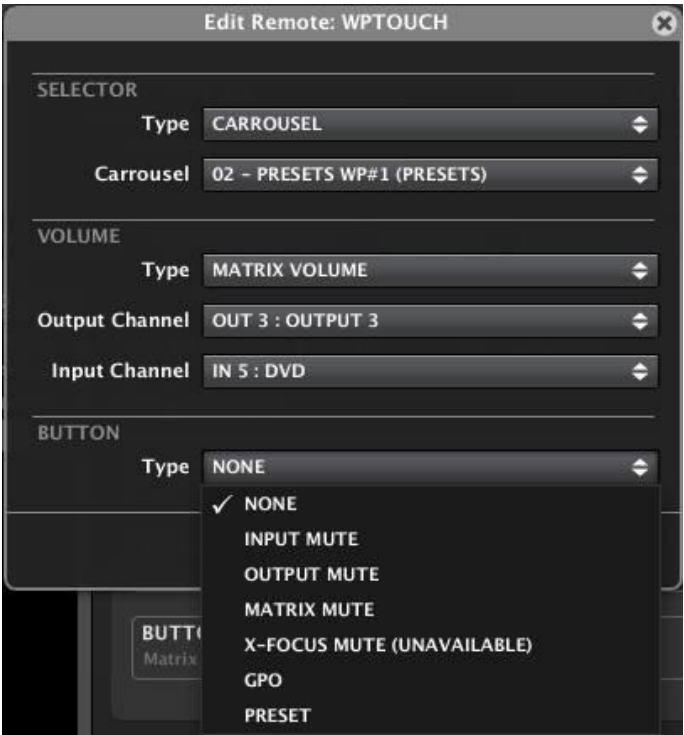 Edit Remote: WPTOUCH
SELECTOR
Type CARROUSEL
Carrousel 02 - PRESETS WP#1 (PRESETS)
VOLUME
Type MATRIX VOLUME
Output Channel OUT 3 : OUTPUT 3
Input Channel IN 5 : DVD
BUTTON
Type NONE
✓ NONE
INPUT MUTE
OUTPUT MUTE
MATRIX MUTE
X-FOCUS MUTE (UNAVAILABLE)
GPO
PRESET
BUTT
Matrix